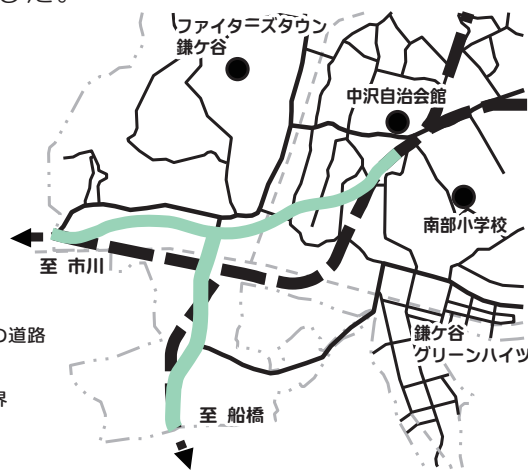 した。
ファイターズタウン
鎌ケ谷
中沢自治会館
南部小学校
至 市川
の道路
鎌ケ谷
グリーンハイツ
界
至 船橋